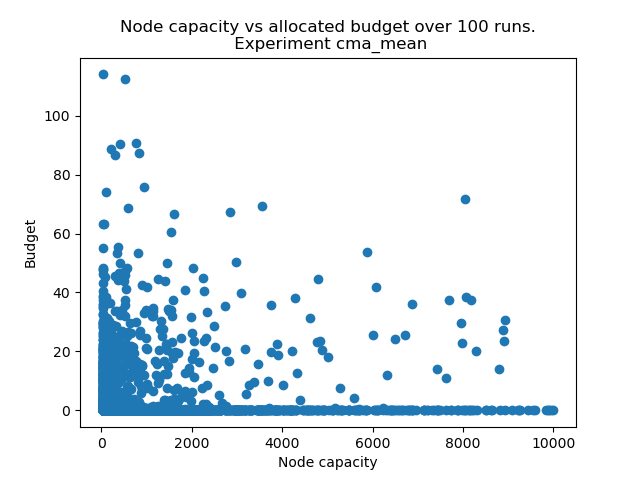 Node capacity vs allocated budget over 100 runs.
Experiment cma_mean
100
80
60
40
20
0
Budget
0 2000 4000 6000 8000 10000
Node capacity